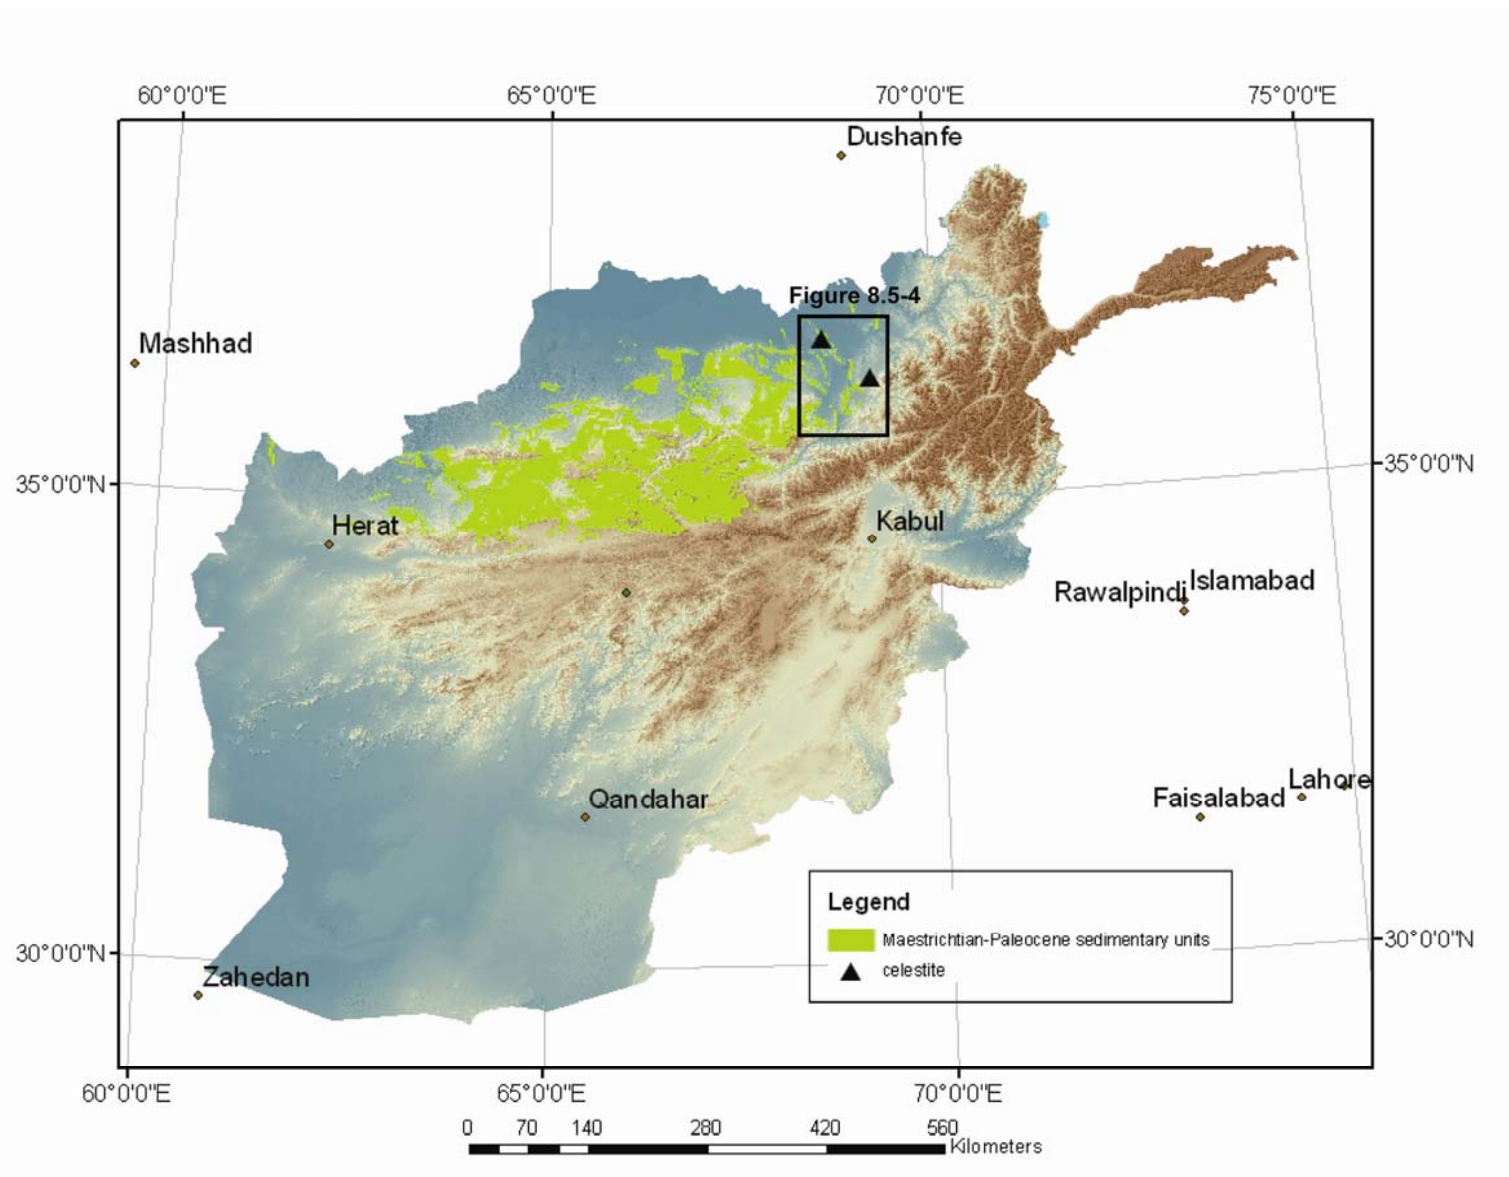 60°0'0"E 65°0'0"E 70°0'0"E 75°0'0"E
Dushanfe
Figure 8.5-4
Mashhad
35°0'0"N 35°0'0"N
Herat
Kabul
Islamabad
Rawalpindi
Lahore
Qandahar
Faisalabad
Legend
Maestrichtian-Paleocene sedimentary units
30°0'0"N 30°0'0"N
celestite
Zahedan
60°0'0"E 65°0'0"E 70°0'0"E
0 70 140 280 420 560
Kilometers